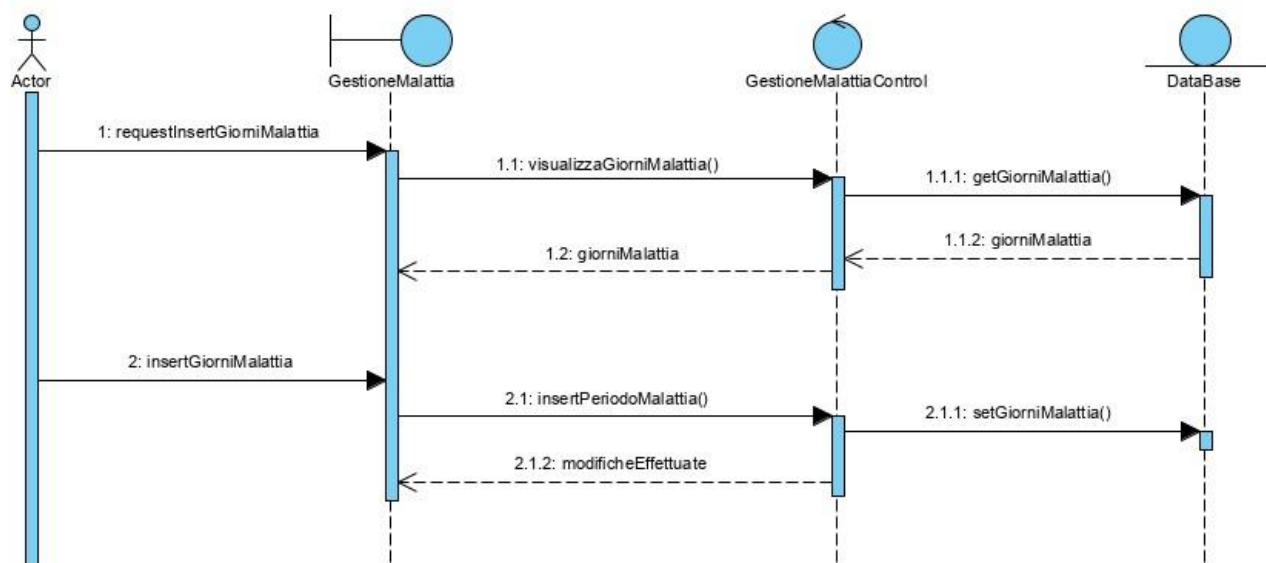 Actor
GestioneMalattia
GestioneMalattiaControl
DataBase
1: requestInsertGiorniMalattia
1.1: visualizzaGiorniMalattia()
1.1.1: getGiorniMalattia()
1.1.2: giorniMalattia
1.2: giorniMalattia
2: insertGiorniMalattia
2.1: insertPeriodoMalattia()
2.1.1: setGiorniMalattia()
2.1.2: modificheEffettuate